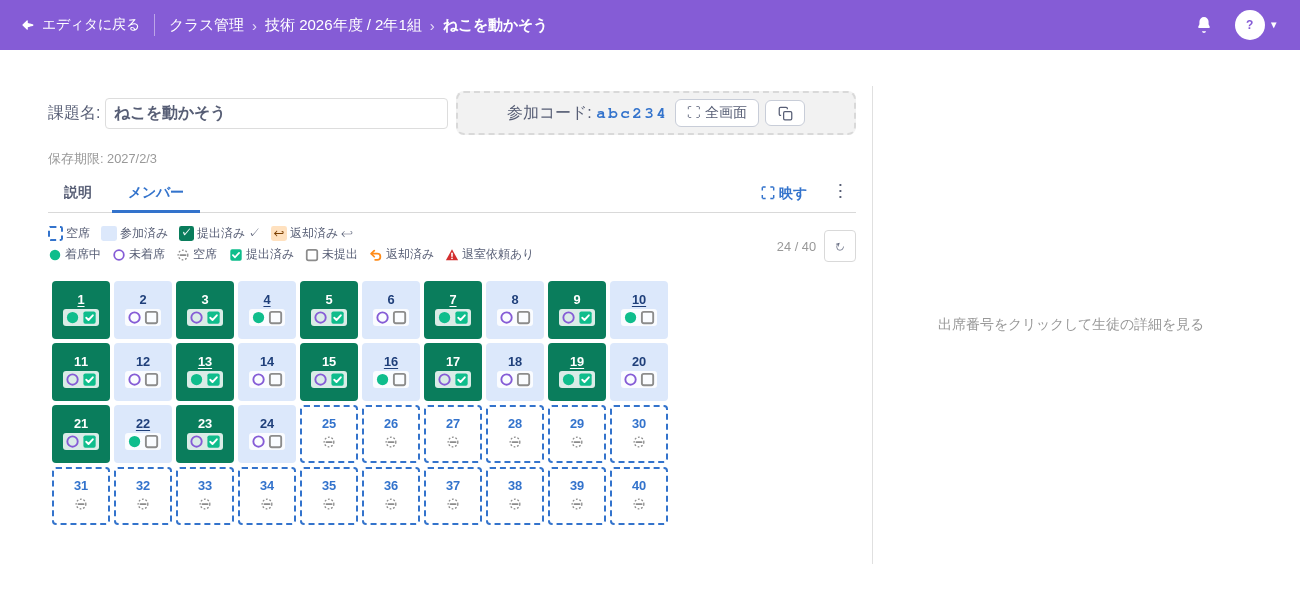 エディタに戻る クラス管理 › 技術 2026年度 / 2年1組 › ねこを動かそう ? ▼
課題名: ねこを動かそう 参加コード: abc234 全画面
保存期限: 2027/2/3
説明 メンバー 映す ⋮
空席 参加済み 提出済み ✓ 返却済み ↩
着席中 未着席 空席 提出済み 未提出 返却済み 退室依頼あり 24 / 40
1 2 3 4 5 6 7 8 9 10
出席番号をクリックして生徒の詳細を見る
11 12 13 14 15 16 17 18 19 20
21 22 23 24 25 26 27 28 29 30
31 32 33 34 35 36 37 38 39 40